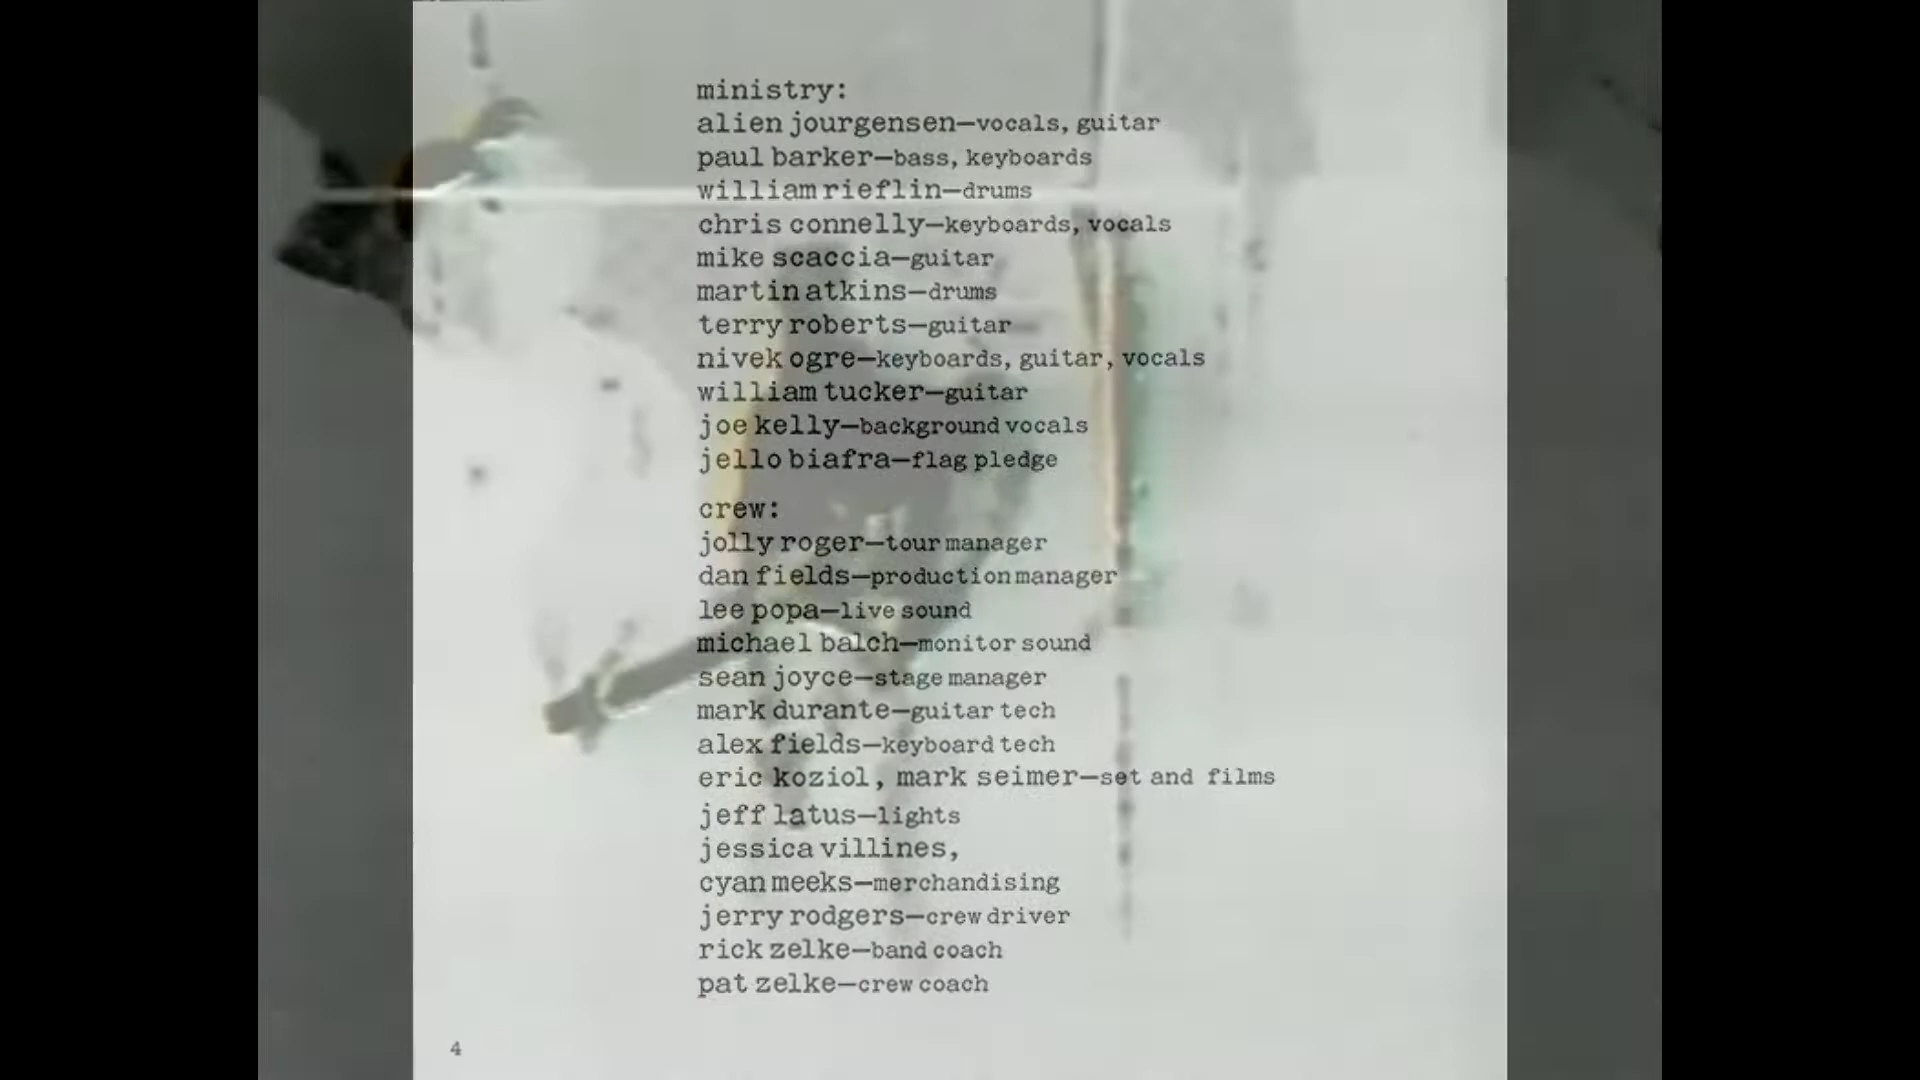 ministry:
alien jourgensen—vocals, guitar
paul barker—bass, keyboards
william rieflin—drums
chris connelly—keyboards, vocals
mike scaccia—guitar
martin atkins—drums
terry roberts—guitar
nivek ogre—keyboards, guitar, vocals
william tucker—guitar
joe kelly—background vocals
jello biafra—flag pledge
crew:
jolly roger—tour manager
dan fields—production manager
lee popa—live sound
michael balch—monitor sound
sean joyce—stage manager
mark durante—guitar tech
alex fields—keyboard tech
eric koziol, mark seimer—set and films
jeff latus—lights
jessica villines,
cyan meeks—merchandising
jerry rodgers—crew driver
rick zelke—band coach
pat zelke—crew coach
4